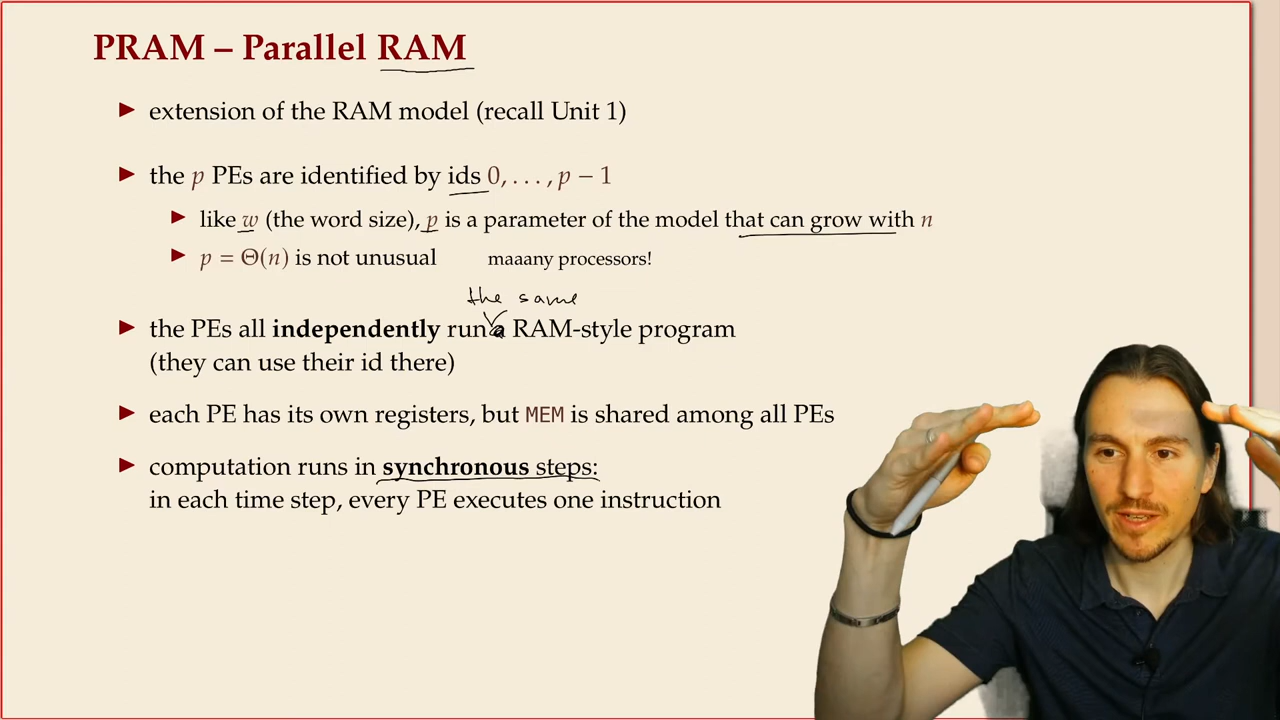 PRAM – Parallel RAM
▶ extension of the RAM model (recall Unit 1)
▶ the p PEs are identified by ids 0, . . . , p − 1
▶ like w (the word size), p is a parameter of the model that can grow with n
▶ p = Θ(n) is not unusual maaany processors!
the same
▶ the PEs all independently run a RAM-style program
(they can use their id there)
▶ each PE has its own registers, but MEM is shared among all PEs
▶ computation runs in synchronous steps:
in each time step, every PE executes one instruction